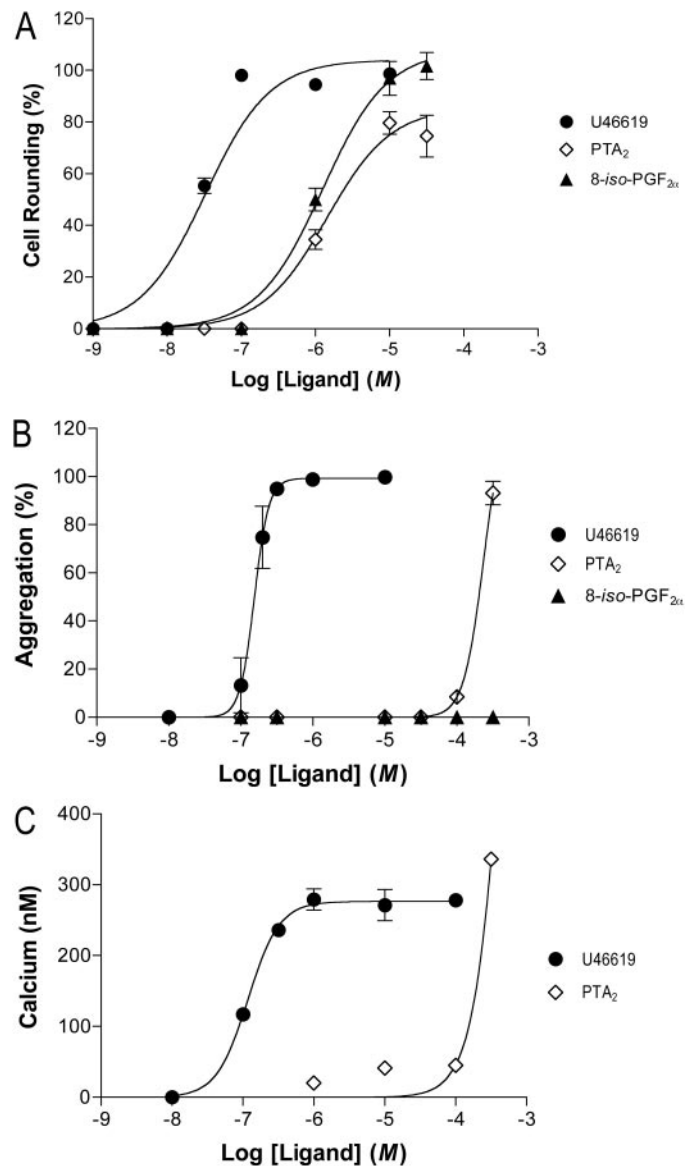 A
120
100
80
60
40
20
0
Cell Rounding (%)
-9 -8 -7 -6 -5 -4 -3
Log [Ligand] (M)
U46619
PTA₂
8-iso-PGF₂α
B
120
100
80
60
40
20
0
Aggregation (%)
-9 -8 -7 -6 -5 -4 -3
Log [Ligand] (M)
U46619
PTA₂
8-iso-PGF₂α
C
400
300
200
100
0
Calcium (nM)
-9 -8 -7 -6 -5 -4 -3
Log [Ligand] (M)
U46619
PTA₂